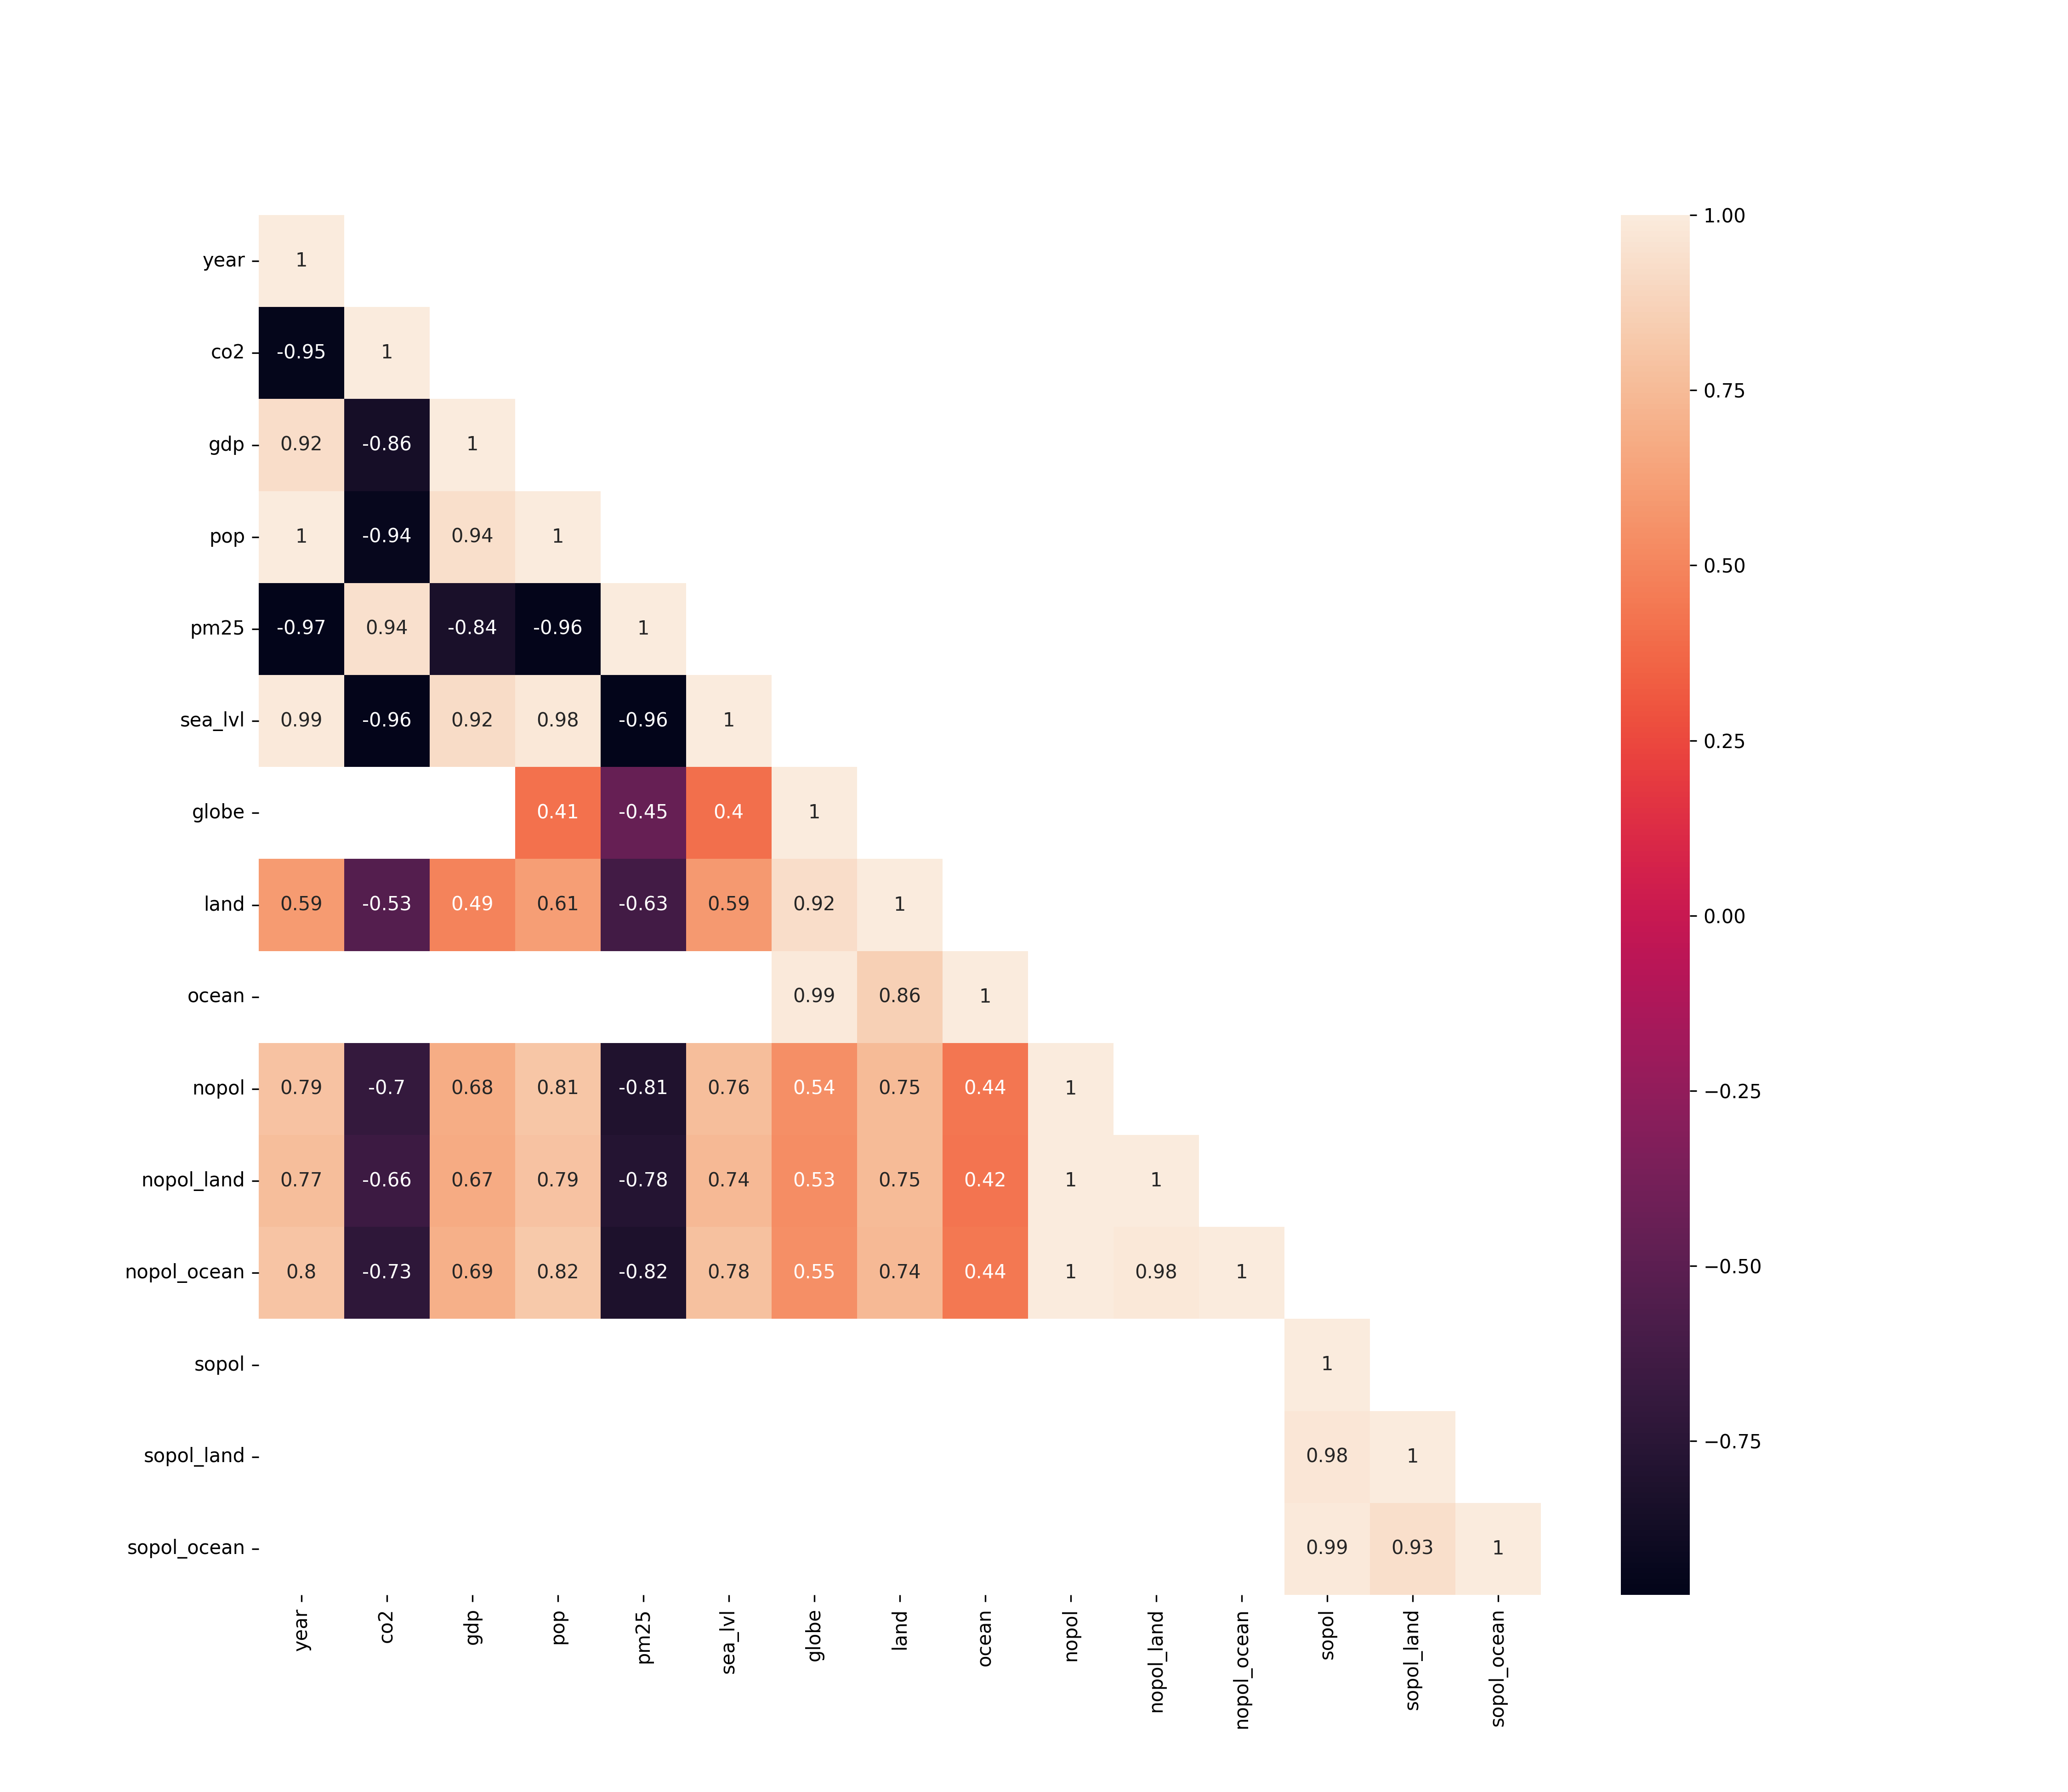 year 1
co2 -0.95 1
gdp 0.92 -0.86 1
pop 1 -0.94 0.94 1
pm25 -0.97 0.94 -0.84 -0.96 1
sea_lvl 0.99 -0.96 0.92 0.98 -0.96 1
globe 0.41 -0.45 0.4 1
land 0.59 -0.53 0.49 0.61 -0.63 0.59 0.92 1
ocean 0.99 0.86 1
nopol 0.79 -0.7 0.68 0.81 -0.81 0.76 0.54 0.75 0.44 1
nopol_land 0.77 -0.66 0.67 0.79 -0.78 0.74 0.53 0.75 0.42 1 1
nopol_ocean 0.8 -0.73 0.69 0.82 -0.82 0.78 0.55 0.74 0.44 1 0.98 1
sopol 1
sopol_land 0.98 1
sopol_ocean 0.99 0.93 1
year co2 gdp pop pm25 sea_lvl globe land ocean nopol nopol_land nopol_ocean sopol sopol_land sopol_ocean
1.00
0.75
0.50
0.25
0.00
−0.25
−0.50
−0.75